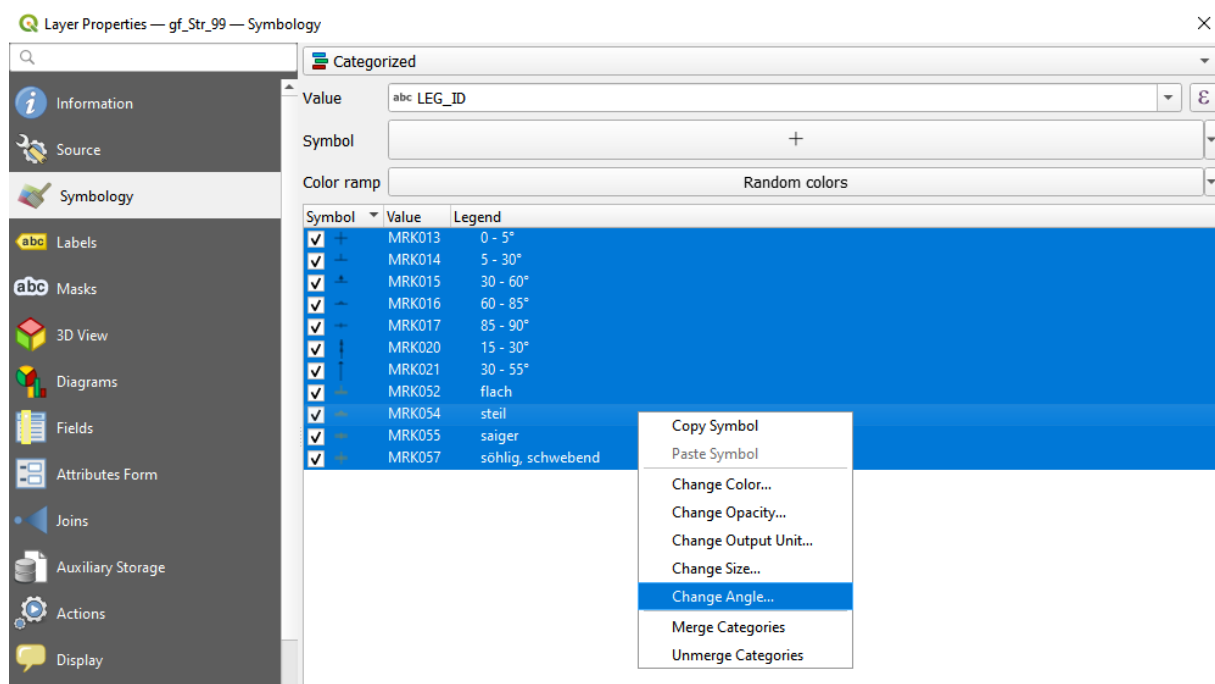 Layer Properties — gf_Str_99 — Symbology
Categorized
Information
Value abc LEG_ID ε
Source
Symbol
Symbology
Color ramp Random colors
Symbol Value Legend
abc Labels
MRK013 0 - 5°
MRK014 5 - 30°
abc Masks
MRK015 30 - 60°
MRK016 60 - 85°
3D View
MRK017 85 - 90°
MRK020 15 - 30°
Diagrams
MRK021 30 - 55°
MRK052 flach
Fields
MRK054 steil
MRK055 saiger
MRK057 söhlig, schwebend
Copy Symbol
Paste Symbol
Attributes Form
Change Color...
Change Opacity...
Joins
Change Output Unit...
Auxiliary Storage
Change Size...
Change Angle...
Actions
Merge Categories
Unmerge Categories
Display